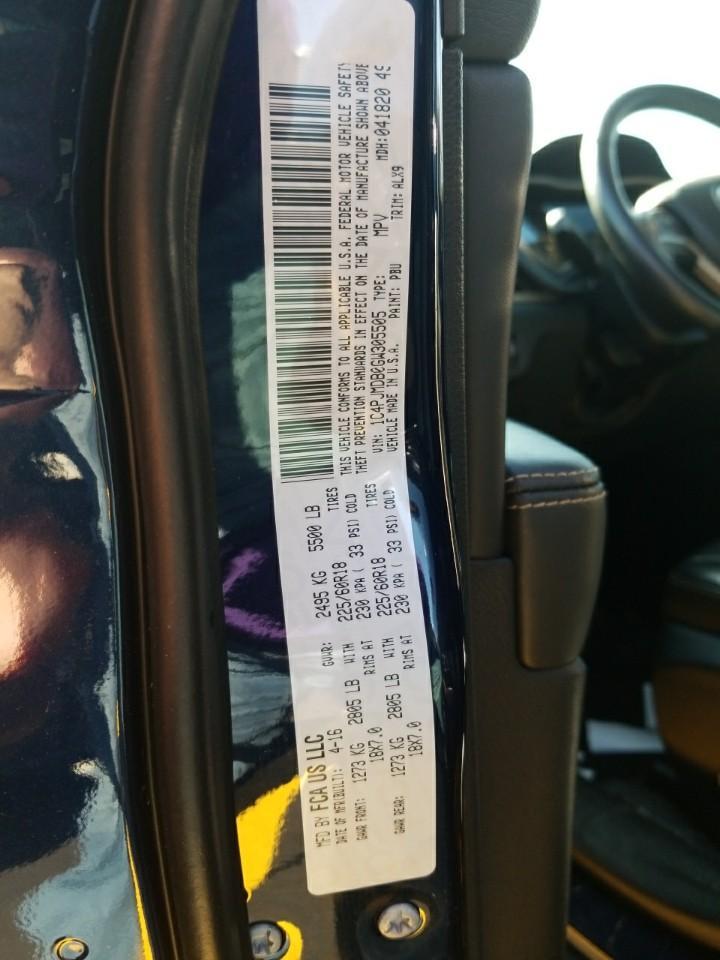 MFD BY FCA US LLC
DATE OF MFR(BUILT): 4-16 GVWR: 2495 KG 5500 LB
GAWR FRONT: 1273 KG 2805 LB WITH 225/60R18 TIRES
18X7.0 RIMS AT 230 KPA ( 33 PSI) COLD
GAWR REAR: 1273 KG 2805 LB WITH 225/60R18 TIRES
18X7.0 RIMS AT 230 KPA ( 33 PSI) COLD
THIS VEHICLE CONFORMS TO ALL APPLICABLE U.S.A. FEDERAL MOTOR VEHICLE SAFETY
THEFT PREVENTION STANDARDS IN EFFECT ON THE DATE OF MANUFACTURE SHOWN ABOVE
VIN: 1C4PJMDB0GW305505 TYPE: MPV MDH:041820 49
VEHICLE MADE IN U.S.A. PAINT: PBU TRIM: ALX9